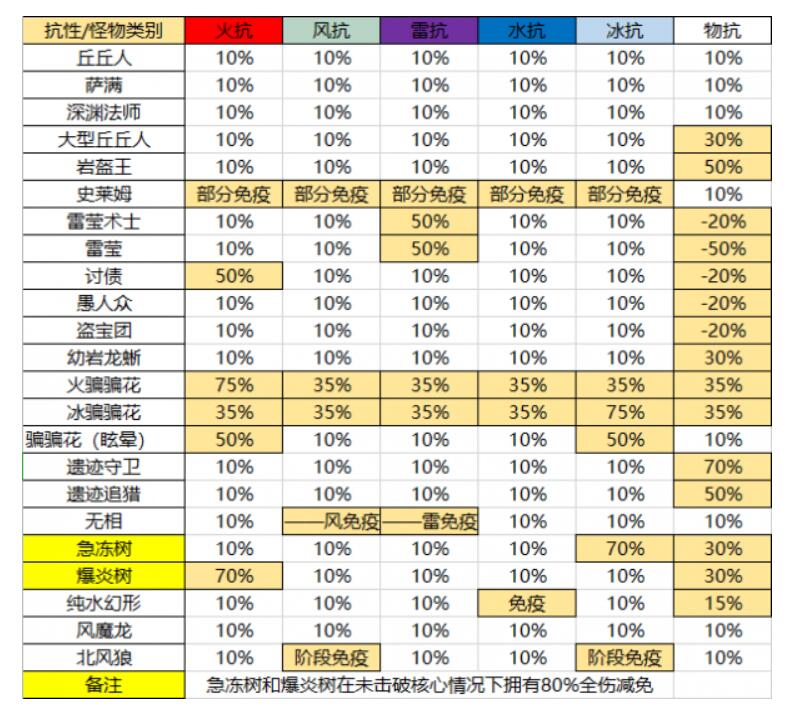 抗性/怪物类别 火抗 风抗 雷抗 水抗 冰抗 物抗
丘丘人 10% 10% 10% 10% 10% 10%
萨满 10% 10% 10% 10% 10% 10%
深渊法师 10% 10% 10% 10% 10% 10%
大型丘丘人 10% 10% 10% 10% 10% 30%
岩盔王 10% 10% 10% 10% 10% 50%
史莱姆 部分免疫 部分免疫 部分免疫 部分免疫 部分免疫 10%
雷莹术士 10% 10% 50% 10% 10% -20%
雷莹 10% 10% 50% 10% 10% -50%
讨债 50% 10% 10% 10% 10% -20%
愚人众 10% 10% 10% 10% 10% -20%
盗宝团 10% 10% 10% 10% 10% -20%
幼岩龙蜥 10% 10% 10% 10% 10% 30%
火骗骗花 75% 35% 35% 35% 35% 35%
冰骗骗花 35% 35% 35% 35% 75% 35%
骗骗花（眩晕） 50% 10% 10% 10% 50% 10%
遗迹守卫 10% 10% 10% 10% 10% 70%
遗迹追猎 10% 10% 10% 10% 10% 50%
无相 10% ——风免疫 ——雷免疫 10% 10% 10%
急冻树 10% 10% 10% 10% 70% 30%
爆炎树 70% 10% 10% 10% 10% 30%
纯水幻形 10% 10% 10% 免疫 10% 15%
风魔龙 10% 10% 10% 10% 10% 10%
北风狼 10% 阶段免疫 10% 10% 阶段免疫 10%
备注 急冻树和爆炎树在未击破核心情况下拥有80%全伤减免